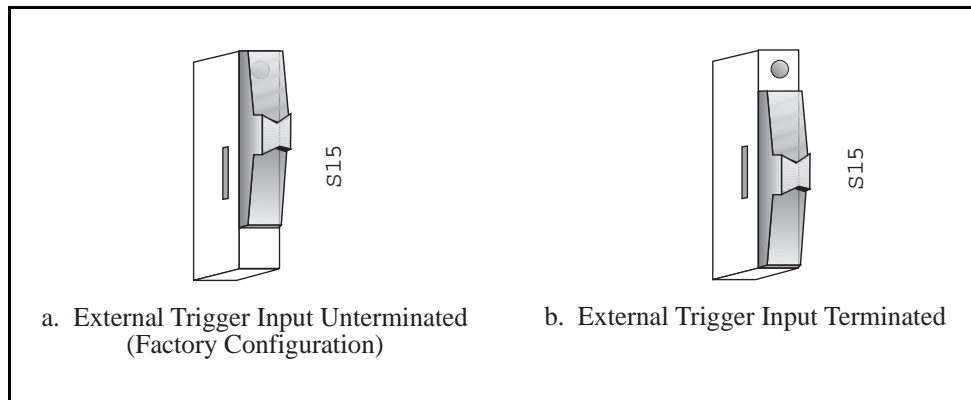 S15
S15
a. External Trigger Input Unterminated
(Factory Configuration)
b. External Trigger Input Terminated